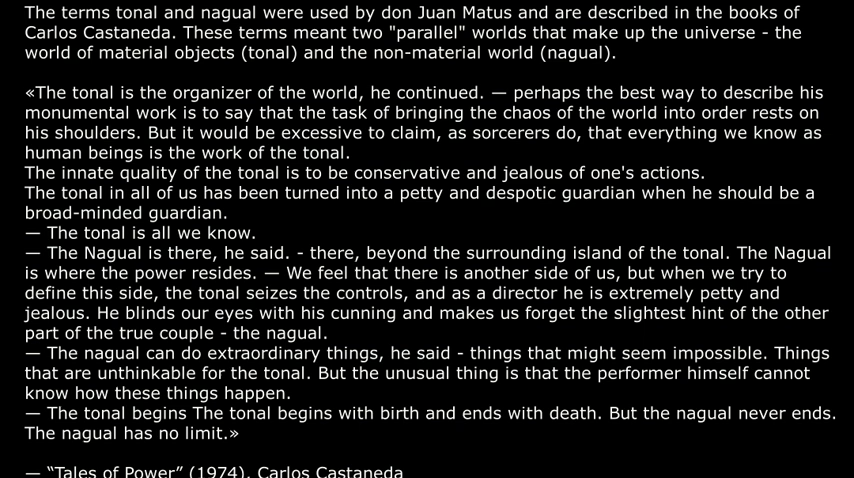 The terms tonal and nagual were used by don Juan Matus and are described in the books of
Carlos Castaneda. These terms meant two "parallel" worlds that make up the universe - the
world of material objects (tonal) and the non-material world (nagual).
«The tonal is the organizer of the world, he continued. — perhaps the best way to describe his
monumental work is to say that the task of bringing the chaos of the world into order rests on
his shoulders. But it would be excessive to claim, as sorcerers do, that everything we know as
human beings is the work of the tonal.
The innate quality of the tonal is to be conservative and jealous of one's actions.
The tonal in all of us has been turned into a petty and despotic guardian when he should be a
broad-minded guardian.
— The tonal is all we know.
— The Nagual is there, he said. - there, beyond the surrounding island of the tonal. The Nagual
is where the power resides. — We feel that there is another side of us, but when we try to
define this side, the tonal seizes the controls, and as a director he is extremely petty and
jealous. He blinds our eyes with his cunning and makes us forget the slightest hint of the other
part of the true couple - the nagual.
— The nagual can do extraordinary things, he said - things that might seem impossible. Things
that are unthinkable for the tonal. But the unusual thing is that the performer himself cannot
know how these things happen.
— The tonal begins The tonal begins with birth and ends with death. But the nagual never ends.
The nagual has no limit.»
— “Tales of Power” (1974). Carlos Castaneda